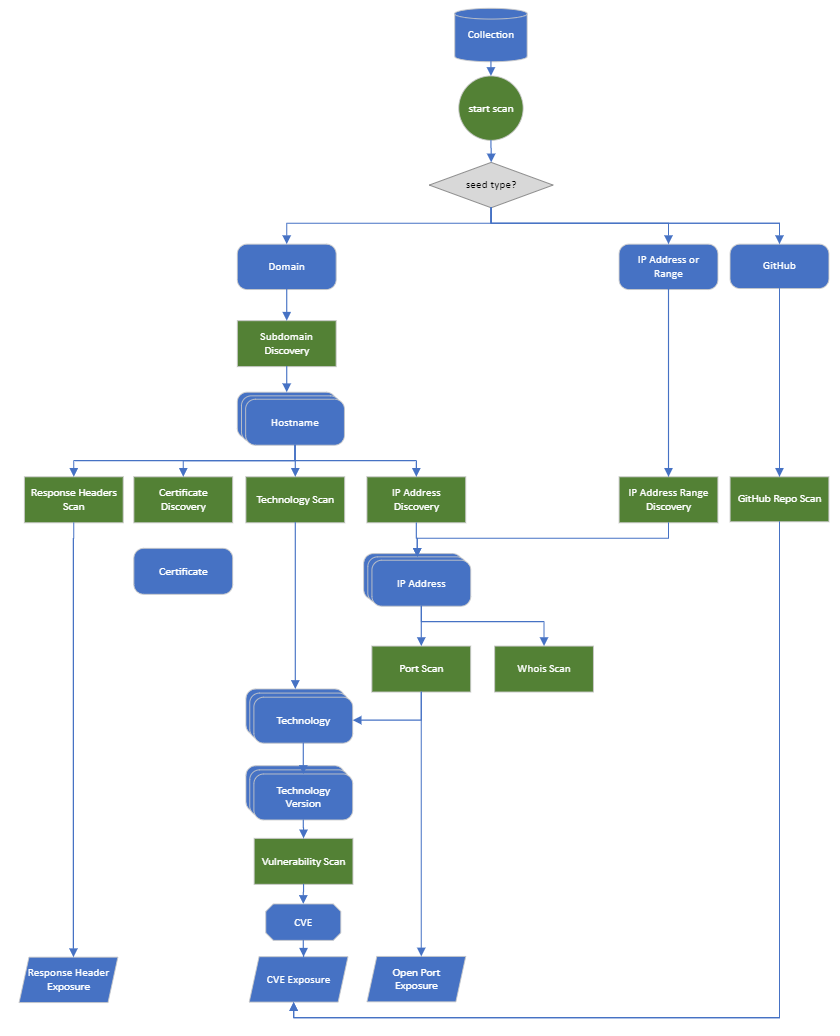 Collection
start scan
seed type?
Domain
IP Address or
Range
GitHub
Subdomain
Discovery
Hostname
Response Headers
Scan
Certificate
Discovery
Technology Scan
IP Address
Discovery
IP Address Range
Discovery
GitHub Repo Scan
Certificate
IP Address
Port Scan
Whois Scan
Technology
Technology
Version
Vulnerability Scan
CVE
Response Header
Exposure
CVE Exposure
Open Port
Exposure